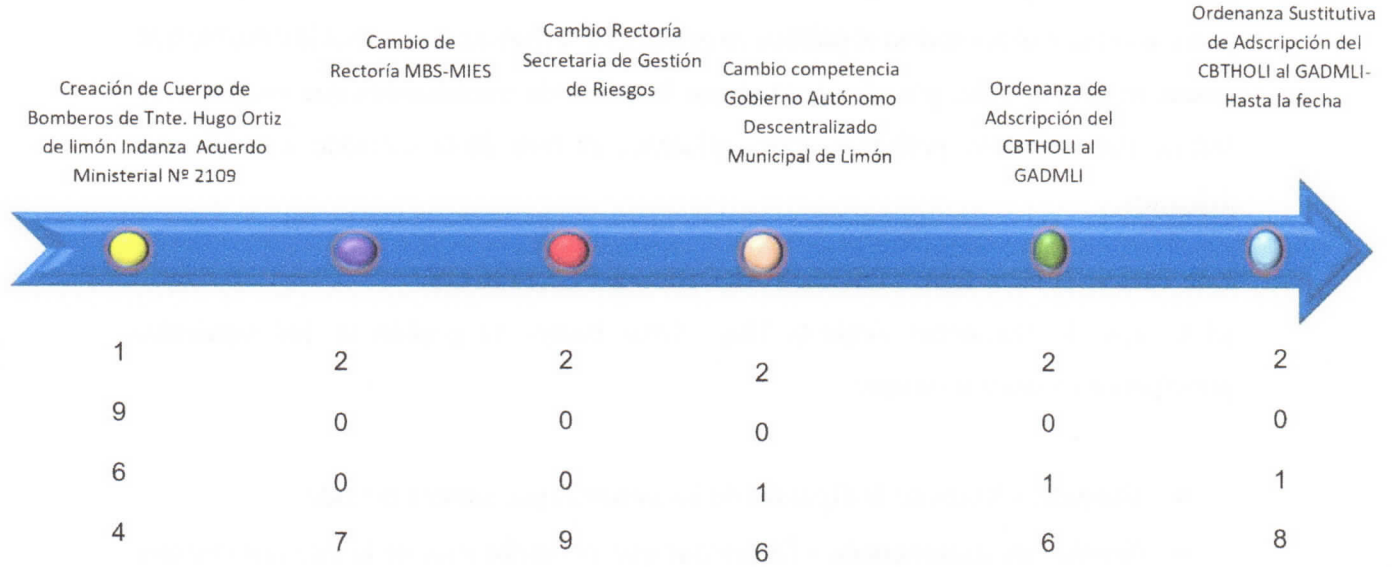 Creación de Cuerpo de
Bomberos de Tnte. Hugo Ortiz
de limón Indanza Acuerdo
Ministerial Nº 2109
Cambio de
Rectoría MBS-MIES
Cambio Rectoría
Secretaria de Gestión
de Riesgos
Cambio competencia
Gobierno Autónomo
Descentralizado
Municipal de Limón
Ordenanza de
Adscripción del
CBTHOLI al
GADMLI
Ordenanza Sustitutiva
de Adscripción del
CBTHOLI al GADMLI-
Hasta la fecha
1
9
6
4
2
0
0
7
2
0
0
9
2
0
1
6
2
0
1
6
2
0
1
8